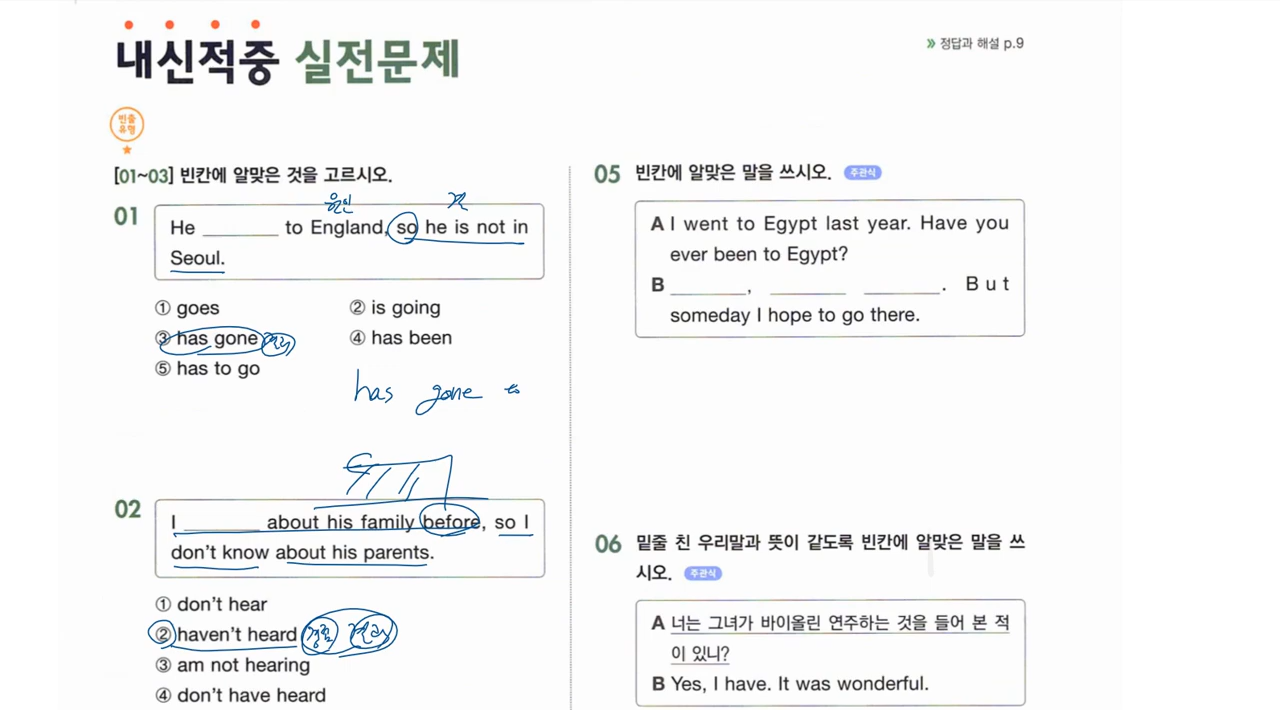 내신적중 실전문제
» 정답과 해설 p.9
빈출
유형
[01~03] 빈칸에 알맞은 것을 고르시오.
원인
01 He ________ to England, so he is not in
Seoul.
① goes ② is going
③ has gone ④ has been
⑤ has to go
has gone to
02 I ________ about his family before, so I
don't know about his parents.
① don't hear
② haven't heard 경험
③ am not hearing
④ don't have heard
05 빈칸에 알맞은 말을 쓰시오. 주관식
A I went to Egypt last year. Have you
ever been to Egypt?
B ________, ________ ________. But
someday I hope to go there.
06 밑줄 친 우리말과 뜻이 같도록 빈칸에 알맞은 말을 쓰
시오. 주관식
A 너는 그녀가 바이올린 연주하는 것을 들어 본 적
이 있니?
B Yes, I have. It was wonderful.